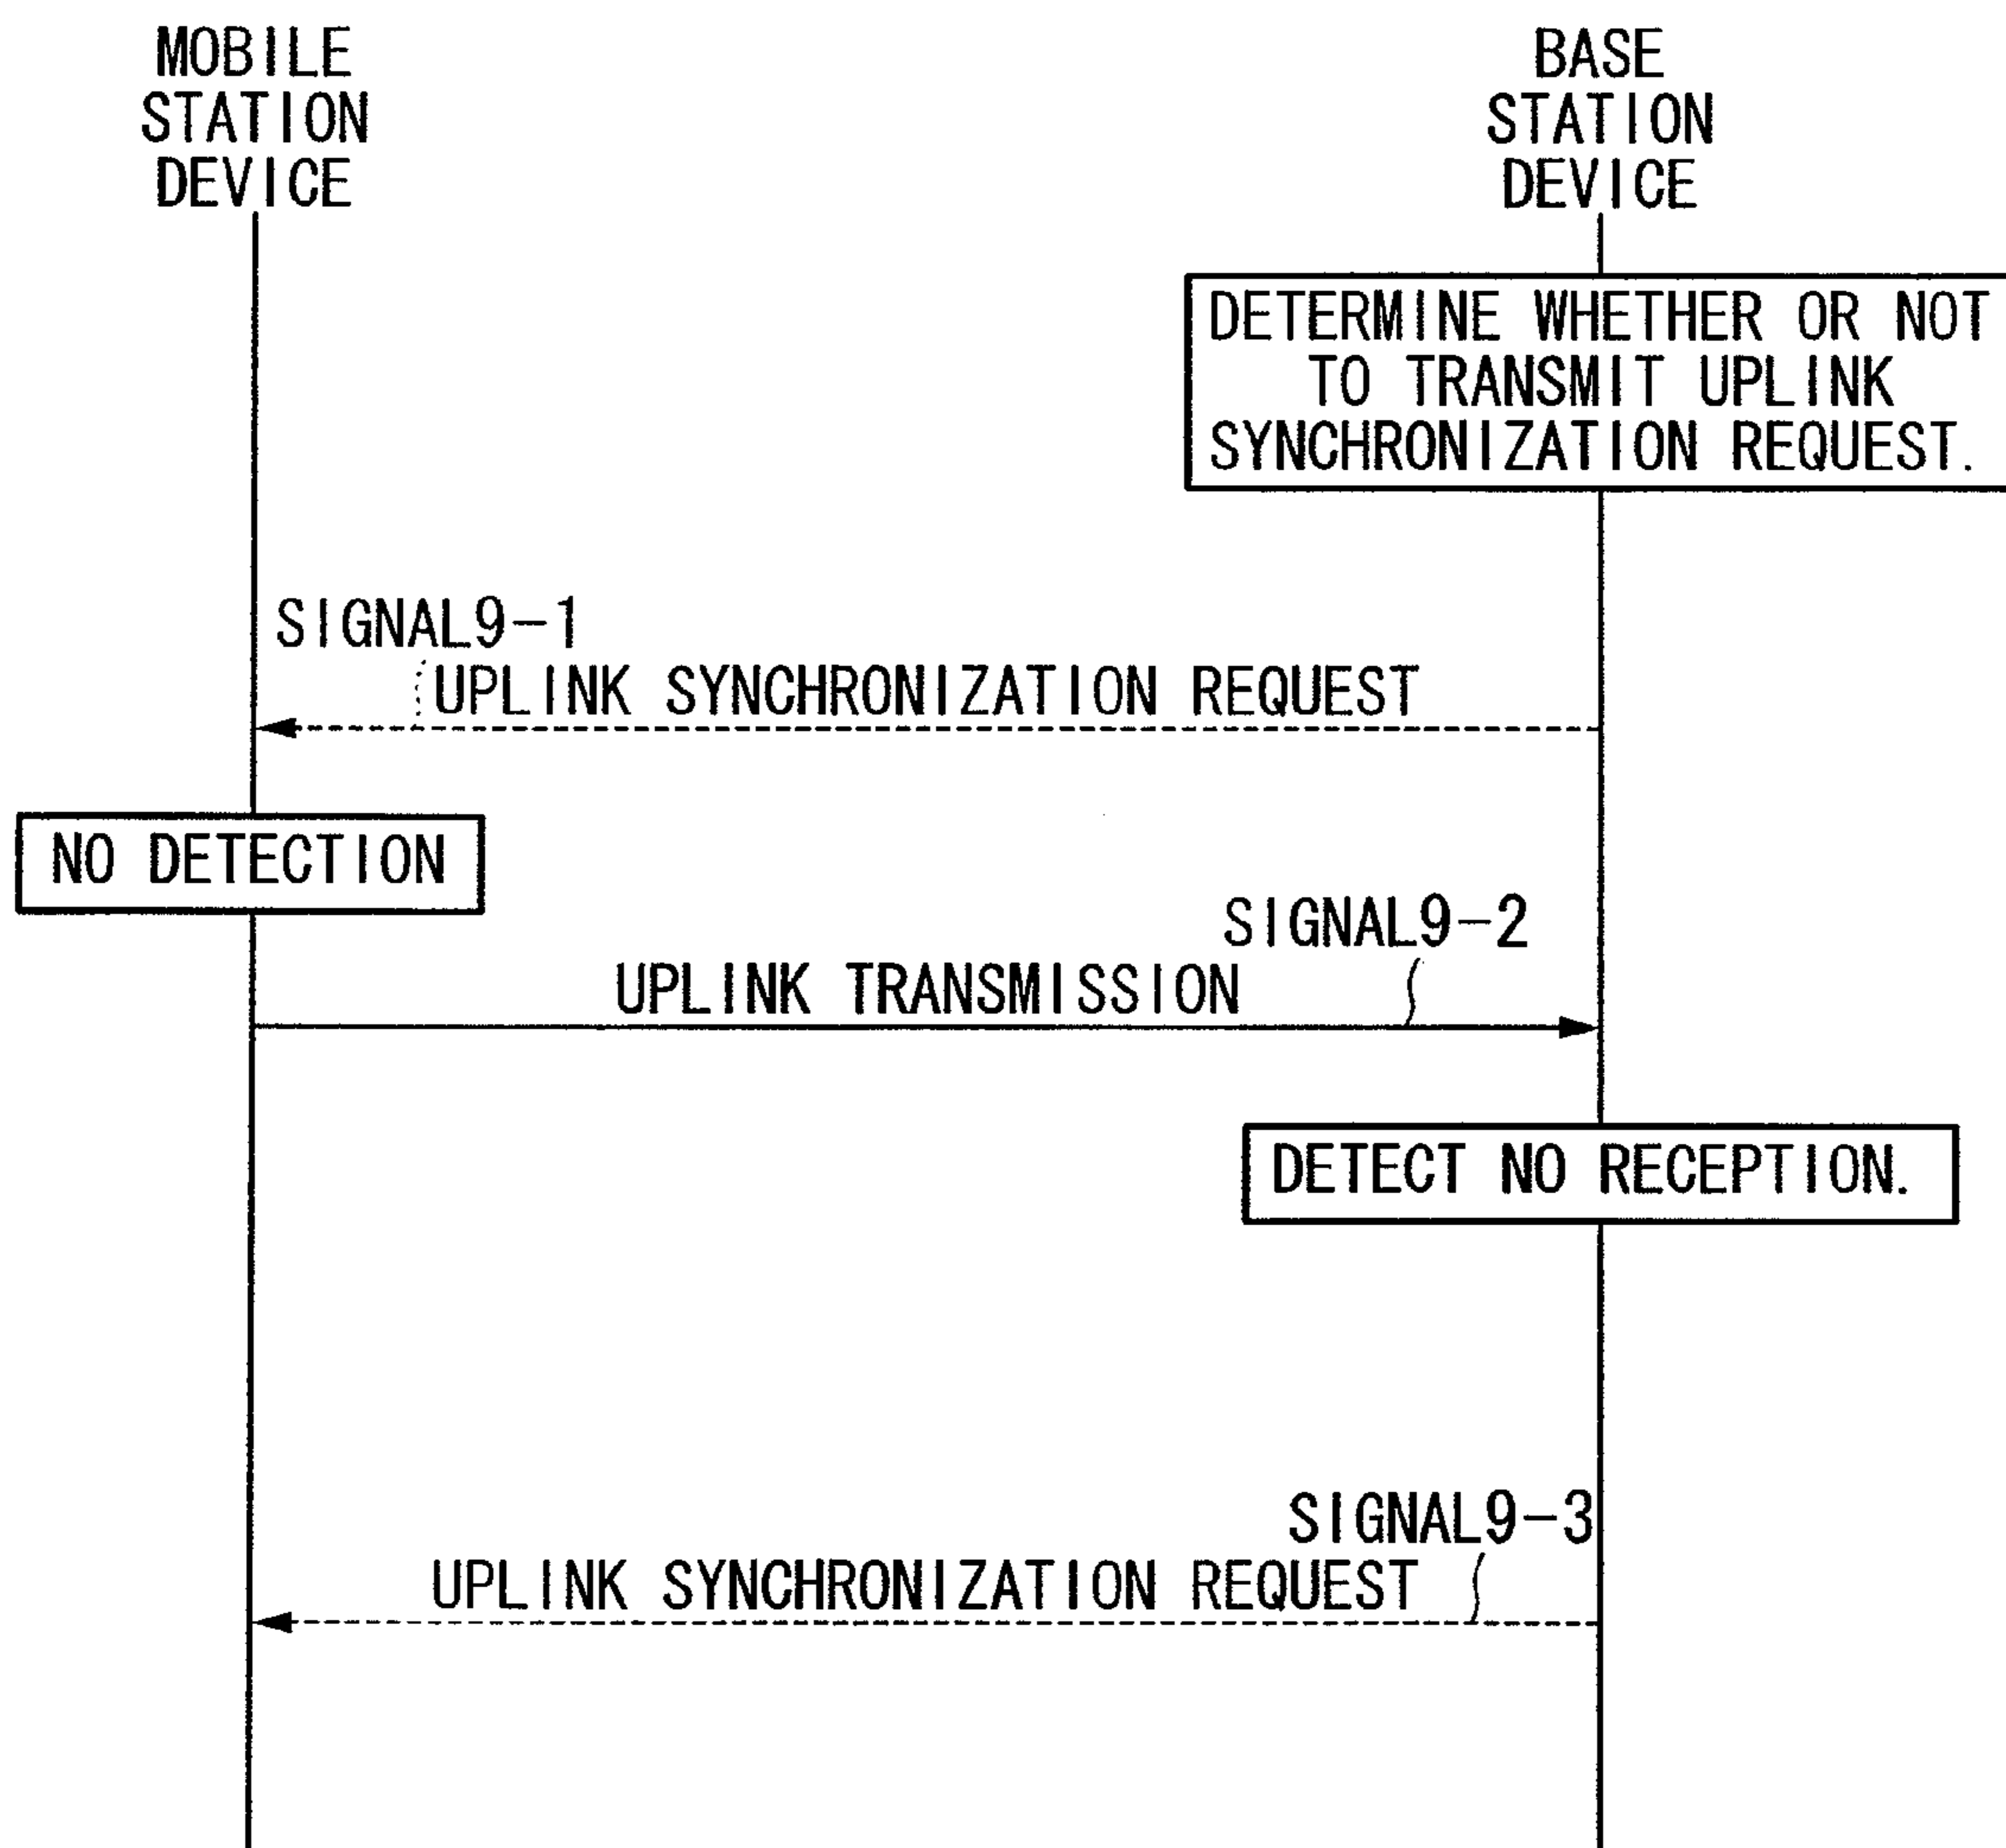 MOBILE
STATION
DEVICE
BASE
STATION
DEVICE
DETERMINE WHETHER OR NOT
TO TRANSMIT UPLINK
SYNCHRONIZATION REQUEST.
SIGNAL9-1
UPLINK SYNCHRONIZATION REQUEST
NO DETECTION
SIGNAL9-2
UPLINK TRANSMISSION
DETECT NO RECEPTION.
SIGNAL9-3
UPLINK SYNCHRONIZATION REQUEST